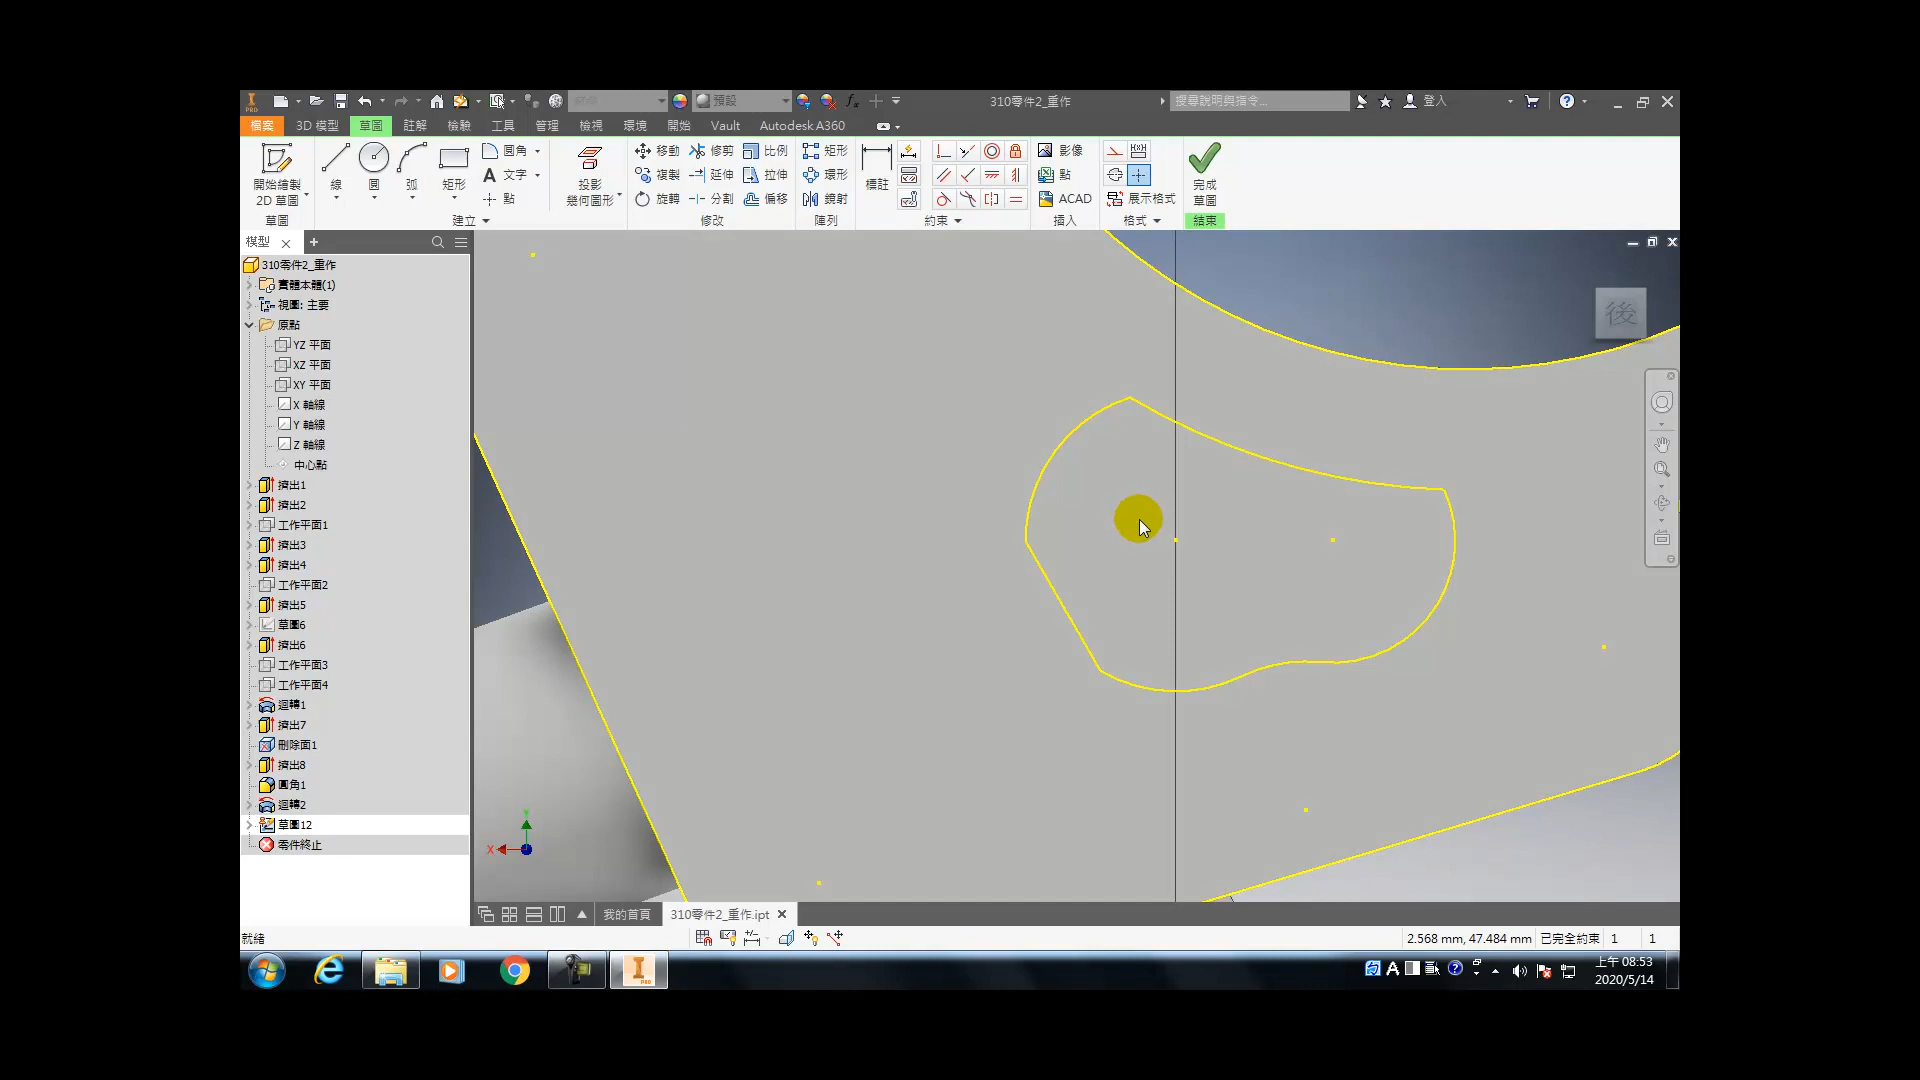 預設
310零件2_重作
搜尋說明與指令...
登入
檔案 3D 模型 草圖 註解 檢驗 工具 管理 檢視 環境 開始 Vault Autodesk A360
開始繪製
2D 草圖
線
圓
弧
矩形
圓角
文字
點
投影
幾何圖形
移動 修剪 比例
複製 延伸 拉伸
旋轉 分割 偏移
矩形
環形
鏡射
標註
影像
點
ACAD
展示格式
完成
草圖
草圖 建立 修改 陣列 約束 插入 格式 結束
模型
310零件2_重作
實體本體(1)
視圖: 主要
原點
YZ 平面
XZ 平面
XY 平面
X 軸線
Y 軸線
Z 軸線
中心點
擠出1
擠出2
工作平面1
擠出3
擠出4
工作平面2
擠出5
草圖6
擠出6
工作平面3
工作平面4
迴轉1
擠出7
刪除面1
擠出8
圓角1
迴轉2
草圖12
零件終止
後
Y
X
我的首頁 310零件2_重作.ipt
就緒
2.568 mm, 47.484 mm 已完全約束 1 1
上午 08:53
2020/5/14